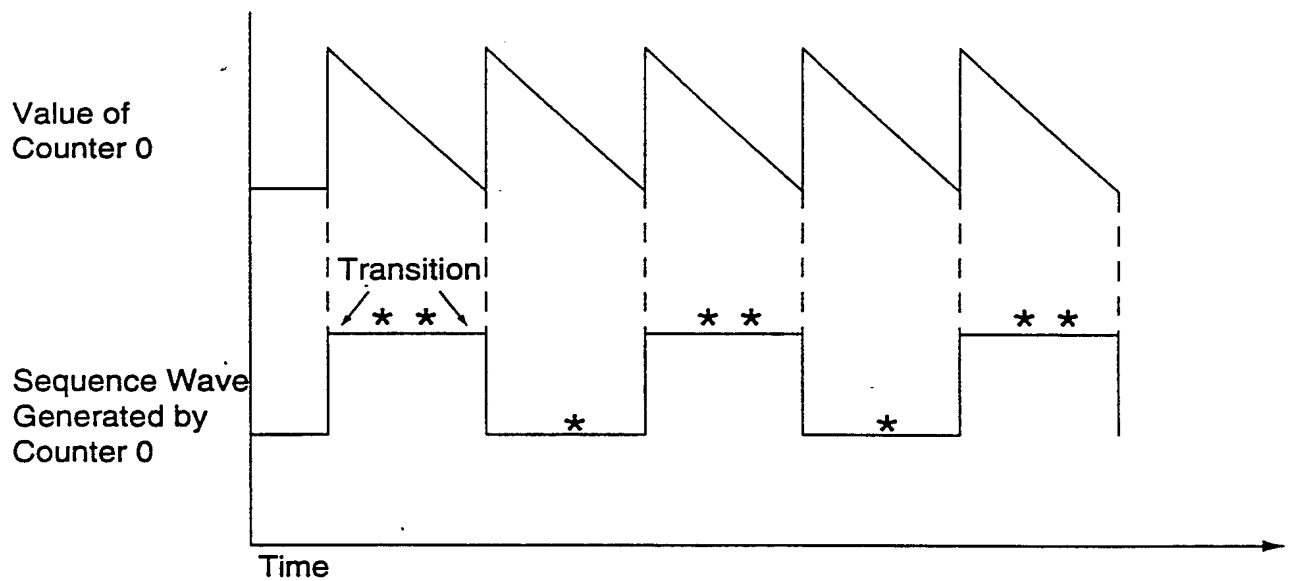 Value of
Counter 0
Transition
* *
* *
* *
Sequence Wave
Generated by
Counter 0
*
*
Time